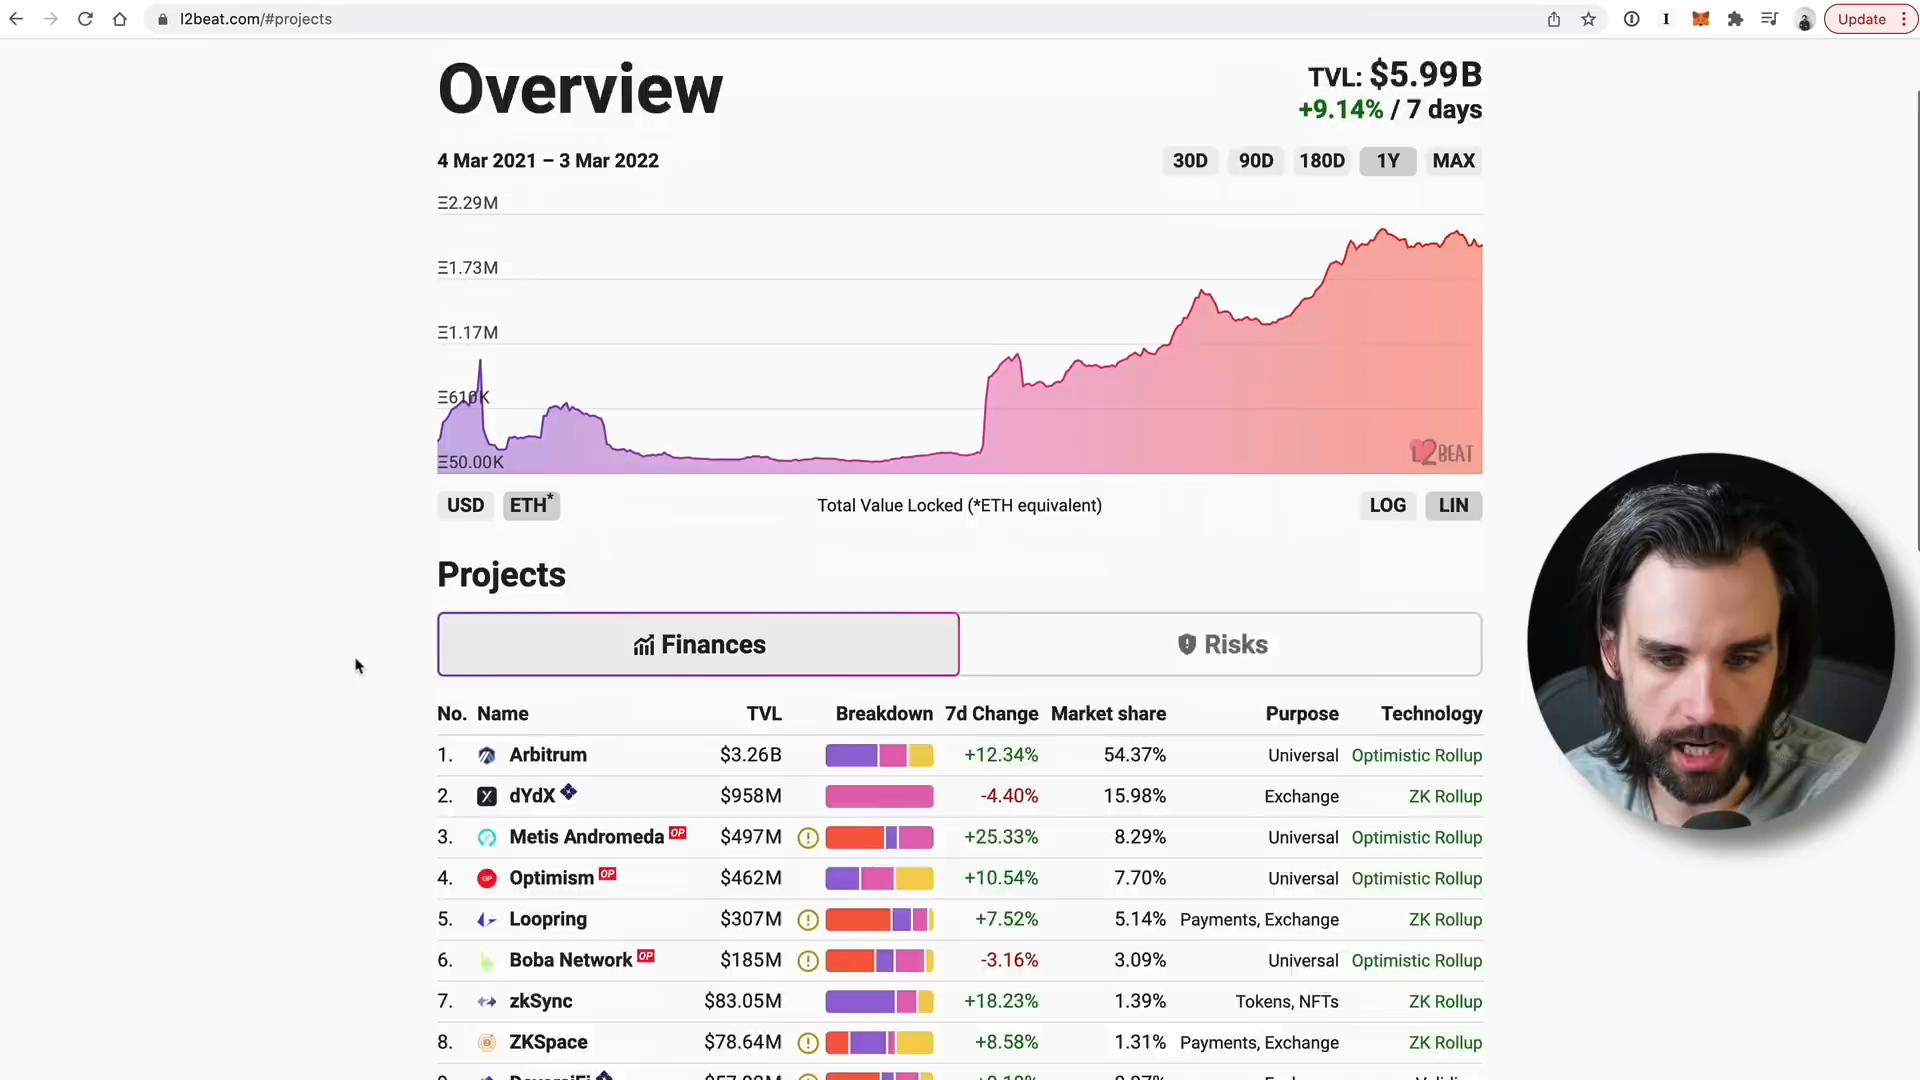 l2beat.com/#projects
Update
Overview
TVL: $5.99B
+9.14% / 7 days
4 Mar 2021 – 3 Mar 2022
30D 90D 180D 1Y MAX
Ξ2.29M
Ξ1.73M
Ξ1.17M
Ξ610K
Ξ50.00K
L2BEAT
USD ETH* Total Value Locked (*ETH equivalent) LOG LIN
Projects
Finances Risks
No. Name TVL Breakdown 7d Change Market share Purpose Technology
1. Arbitrum $3.26B +12.34% 54.37% Universal Optimistic Rollup
2. dYdX $958M -4.40% 15.98% Exchange ZK Rollup
3. Metis Andromeda OP $497M +25.33% 8.29% Universal Optimistic Rollup
4. OP Optimism OP $462M +10.54% 7.70% Universal Optimistic Rollup
5. Loopring $307M +7.52% 5.14% Payments, Exchange ZK Rollup
6. Boba Network OP $185M -3.16% 3.09% Universal Optimistic Rollup
7. zkSync $83.05M +18.23% 1.39% Tokens, NFTs ZK Rollup
8. ZKSpace $78.64M +8.58% 1.31% Payments, Exchange ZK Rollup